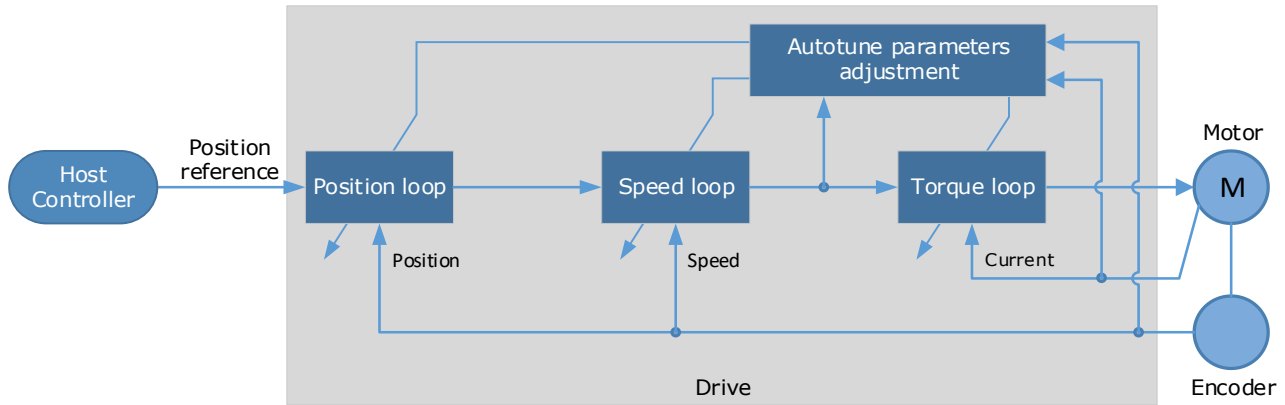 Autotune parameters
adjustment
Motor
Position
reference
Host
Controller
Position loop
Speed loop
Torque loop
M
Position
Speed
Current
Drive
Encoder